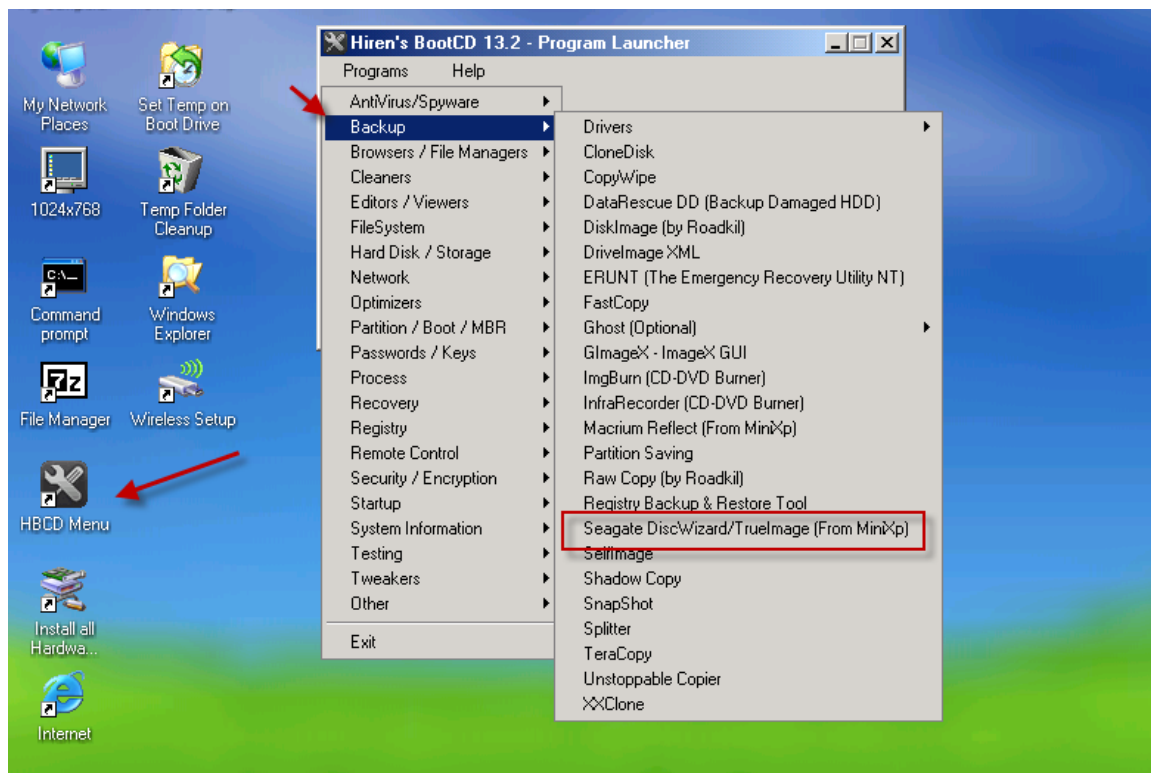 My Network
Places
Set Temp on
Boot Drive
1024x768
Temp Folder
Cleanup
C:\_
Command
prompt
Windows
Explorer
7z
File Manager
Wireless Setup
HBCD Menu
Install all
Hardwa...
Internet
Hiren's BootCD 13.2 - Program Launcher
Programs Help
AntiVirus/Spyware
Backup
Browsers / File Managers
Cleaners
Editors / Viewers
FileSystem
Hard Disk / Storage
Network
Optimizers
Partition / Boot / MBR
Passwords / Keys
Process
Recovery
Registry
Remote Control
Security / Encryption
Startup
System Information
Testing
Tweakers
Other
Exit
Drivers
CloneDisk
CopyWipe
DataRescue DD (Backup Damaged HDD)
DiskImage (by Roadkil)
DriveImage XML
ERUNT (The Emergency Recovery Utility NT)
FastCopy
Ghost (Optional)
GImageX - ImageX GUI
ImgBurn (CD-DVD Burner)
InfraRecorder (CD-DVD Burner)
Macrium Reflect (From MiniXp)
Partition Saving
Raw Copy (by Roadkil)
Registry Backup & Restore Tool
Seagate DiscWizard/TrueImage (From MiniXp)
SelfImage
Shadow Copy
SnapShot
Splitter
TeraCopy
Unstoppable Copier
XXClone